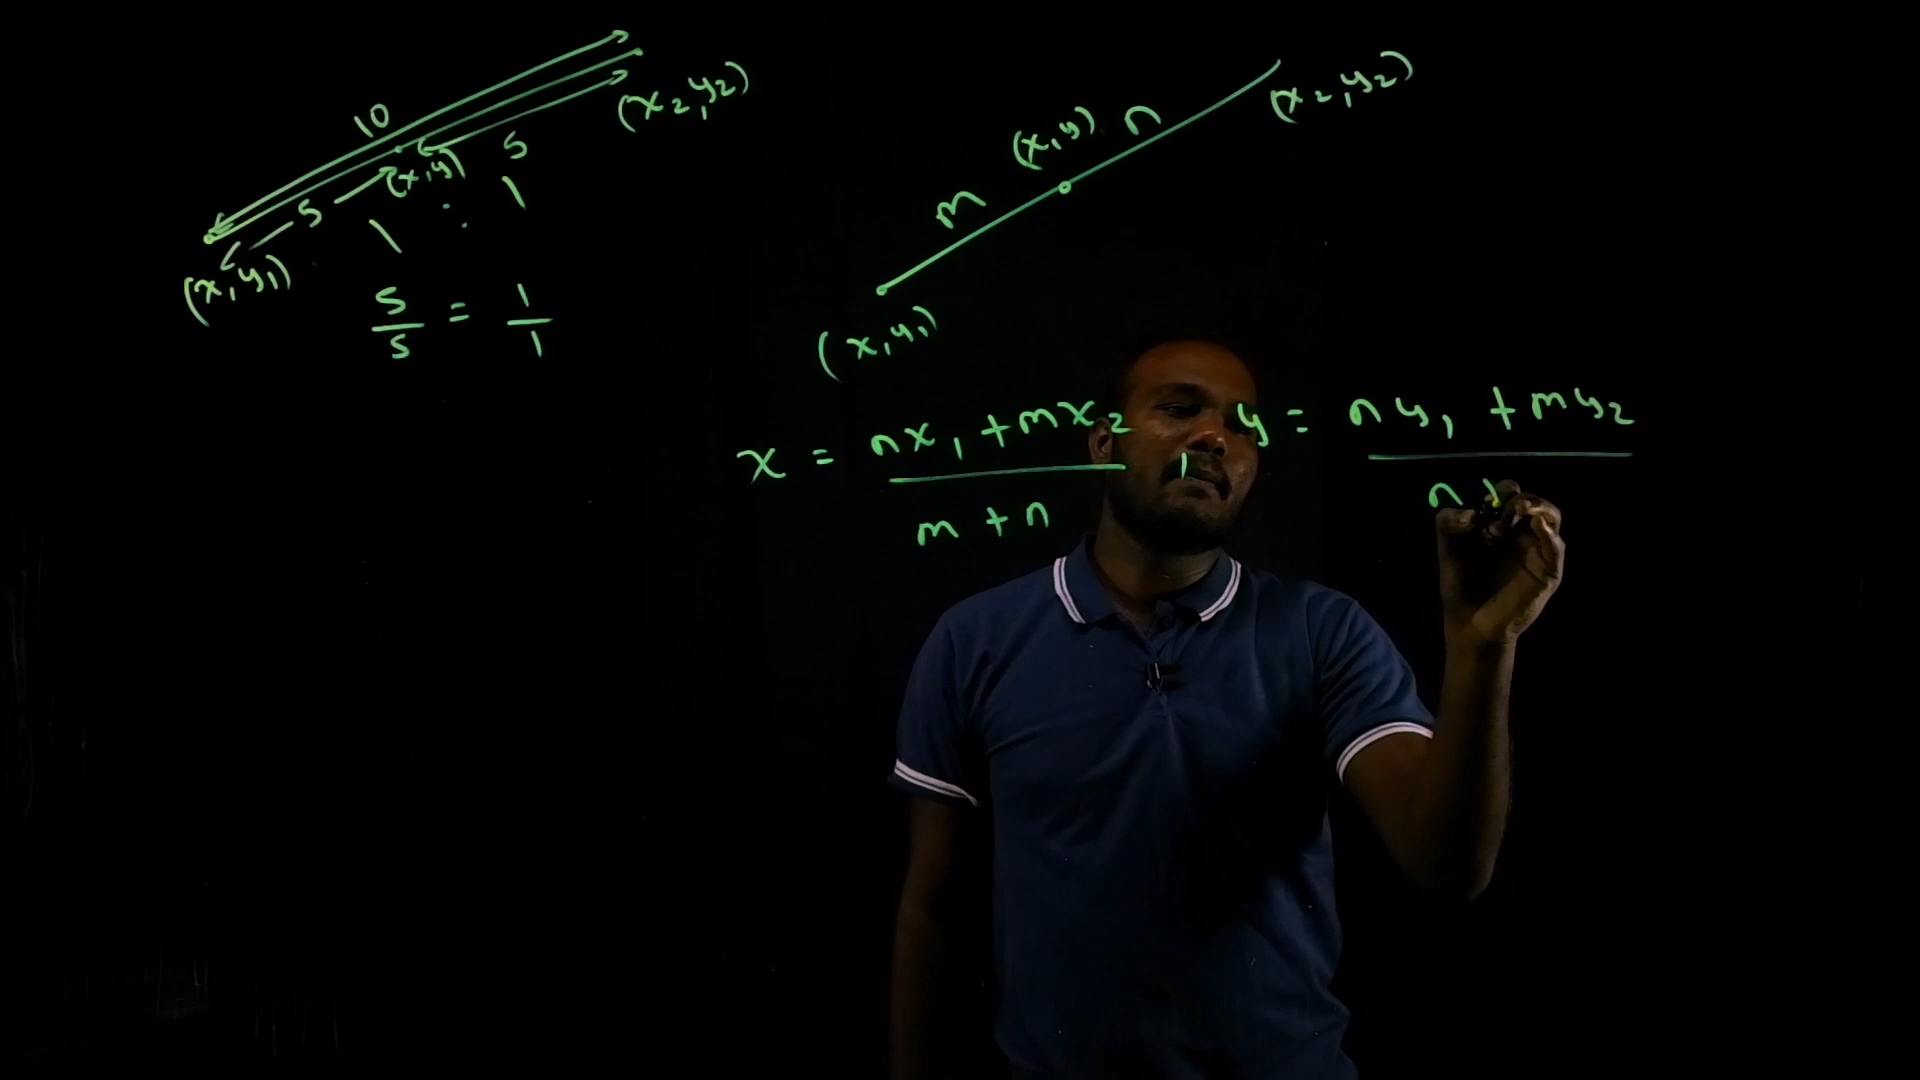 10
(x₂,y₂)
(x,y)
5
5
1 : 1
(x₁,y₁)
5/5 = 1/1
(x₂,y₂)
(x,y)
n
m
(x₁,y₁)
x = nx₁+mx₂ / m+n , y = ny₁+my₂ / n